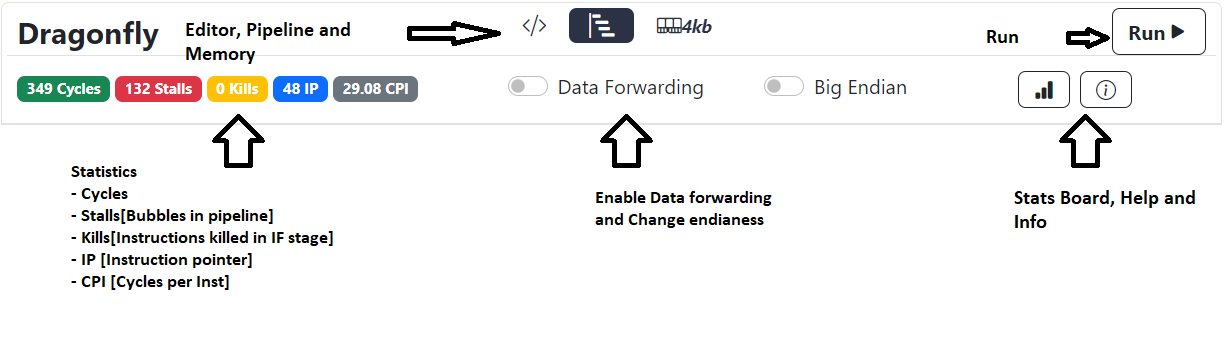 Dragonfly
Editor, Pipeline and
Memory
</>
4kb
Run
Run
349 Cycles
132 Stalls
0 Kills
48 IP
29.08 CPI
Data Forwarding
Big Endian
Statistics
- Cycles
- Stalls[Bubbles in pipeline]
- Kills[Instructions killed in IF stage]
- IP [Instruction pointer]
- CPI [Cycles per Inst]
Enable Data forwarding
and Change endianess
Stats Board, Help and
Info